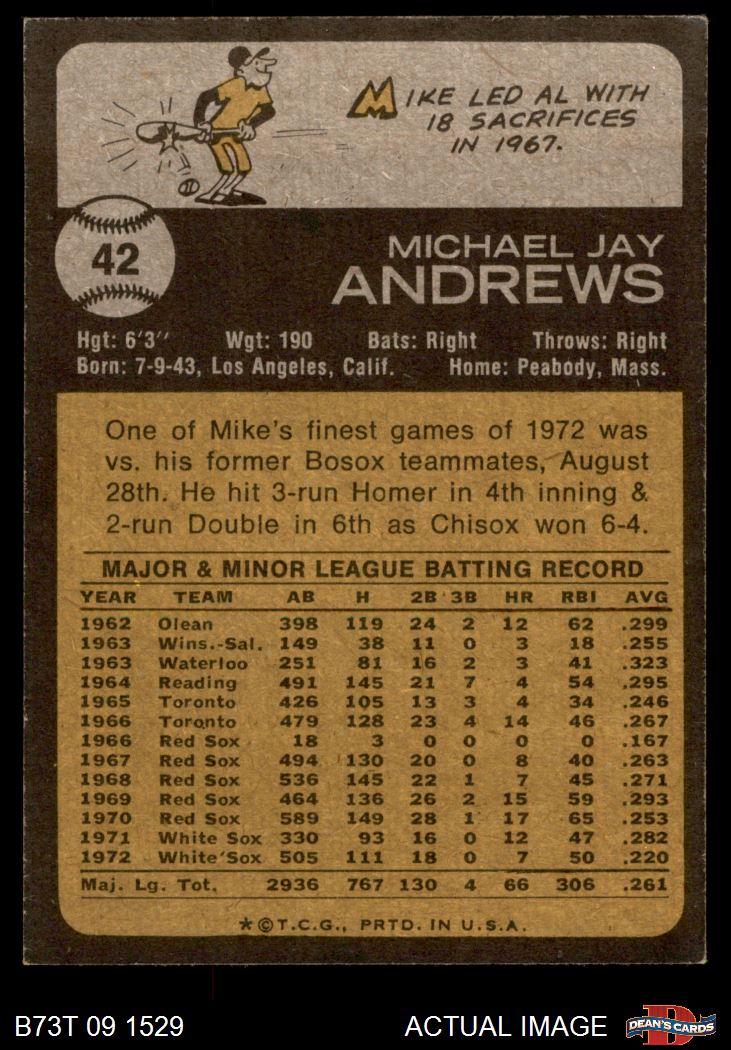 MIKE LED AL WITH
18 SACRIFICES
IN 1967.
42
MICHAEL JAY
ANDREWS
Hgt: 6'3" Wgt: 190 Bats: Right Throws: Right
Born: 7-9-43, Los Angeles, Calif. Home: Peabody, Mass.
One of Mike's finest games of 1972 was
vs. his former Bosox teammates, August
28th. He hit 3-run Homer in 4th inning &
2-run Double in 6th as Chisox won 6-4.
MAJOR & MINOR LEAGUE BATTING RECORD
YEAR TEAM AB H 2B 3B HR RBI AVG
1962 Olean 398 119 24 2 12 62 .299
1963 Wins.-Sal. 149 38 11 0 3 18 .255
1963 Waterloo 251 81 16 2 3 41 .323
1964 Reading 491 145 21 7 4 54 .295
1965 Toronto 426 105 13 3 4 34 .246
1966 Toronto 479 128 23 4 14 46 .267
1966 Red Sox 18 3 0 0 0 0 .167
1967 Red Sox 494 130 20 0 8 40 .263
1968 Red Sox 536 145 22 1 7 45 .271
1969 Red Sox 464 136 26 2 15 59 .293
1970 Red Sox 589 149 28 1 17 65 .253
1971 White Sox 330 93 16 0 12 47 .282
1972 White Sox 505 111 18 0 7 50 .220
Maj. Lg. Tot. 2936 767 130 4 66 306 .261
*©T.C.G., PRTD. IN U.S.A.
B73T 09 1529 ACTUAL IMAGE D DEAN'S CARDS